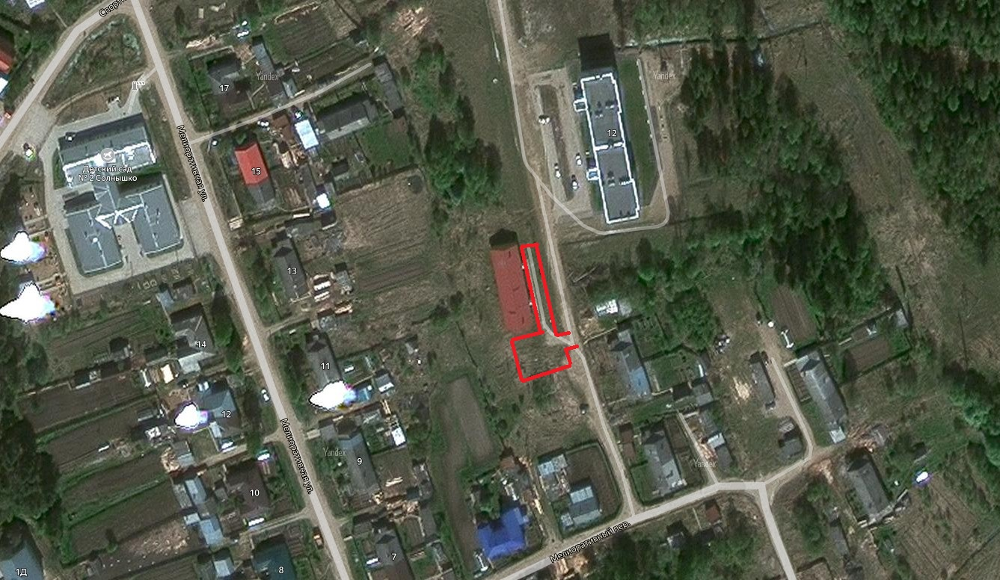 Спорти
Yandex
Yandex
17
12
Мелиоративная ул.
15
Детский сад
№ 2 Солнышко
13
14
11
12
Мелиоративная ул.
Yandex
9
Yandex
10
Мелиоративный пер.
7
8
1Д